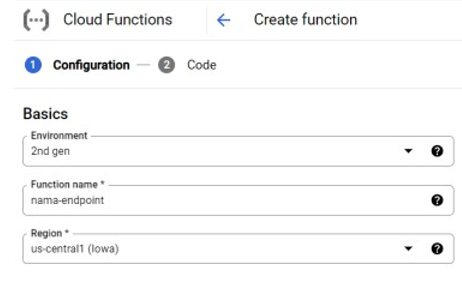 Cloud Functions
Create function
1 Configuration
2 Code
Basics
Environment
2nd gen
Function name *
nama-endpoint
Region *
us-central1 (Iowa)